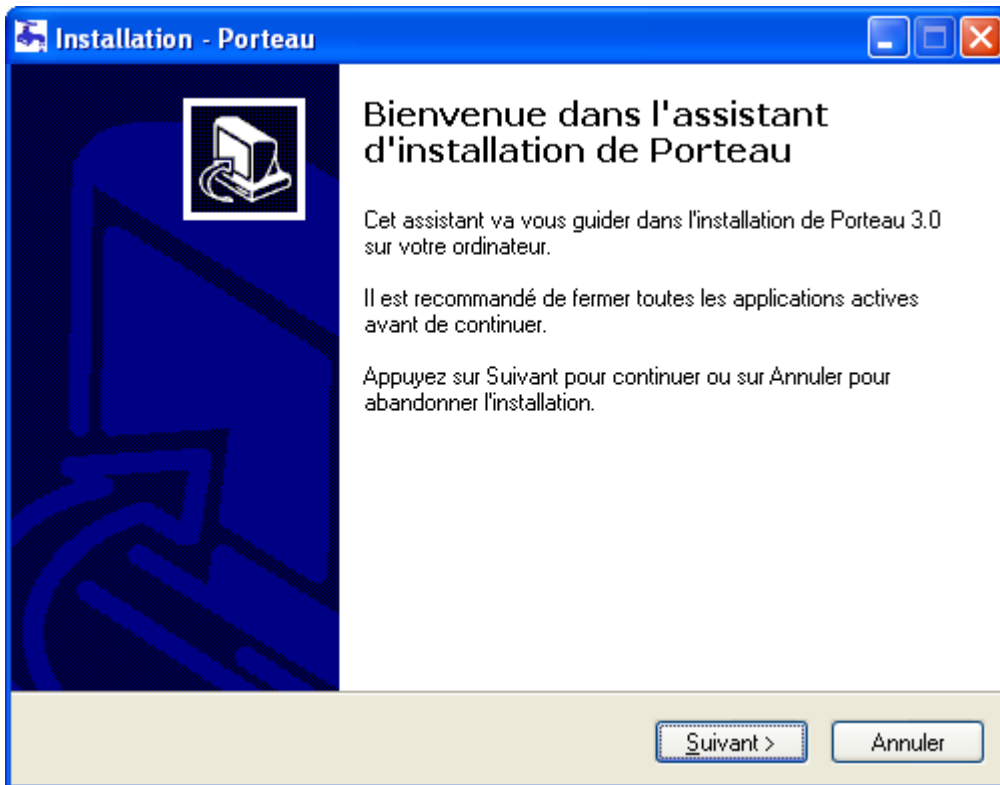 Installation - Porteau
Bienvenue dans l'assistant
d'installation de Porteau
Cet assistant va vous guider dans l'installation de Porteau 3.0
sur votre ordinateur.
Il est recommandé de fermer toutes les applications actives
avant de continuer.
Appuyez sur Suivant pour continuer ou sur Annuler pour
abandonner l'installation.
Suivant > Annuler